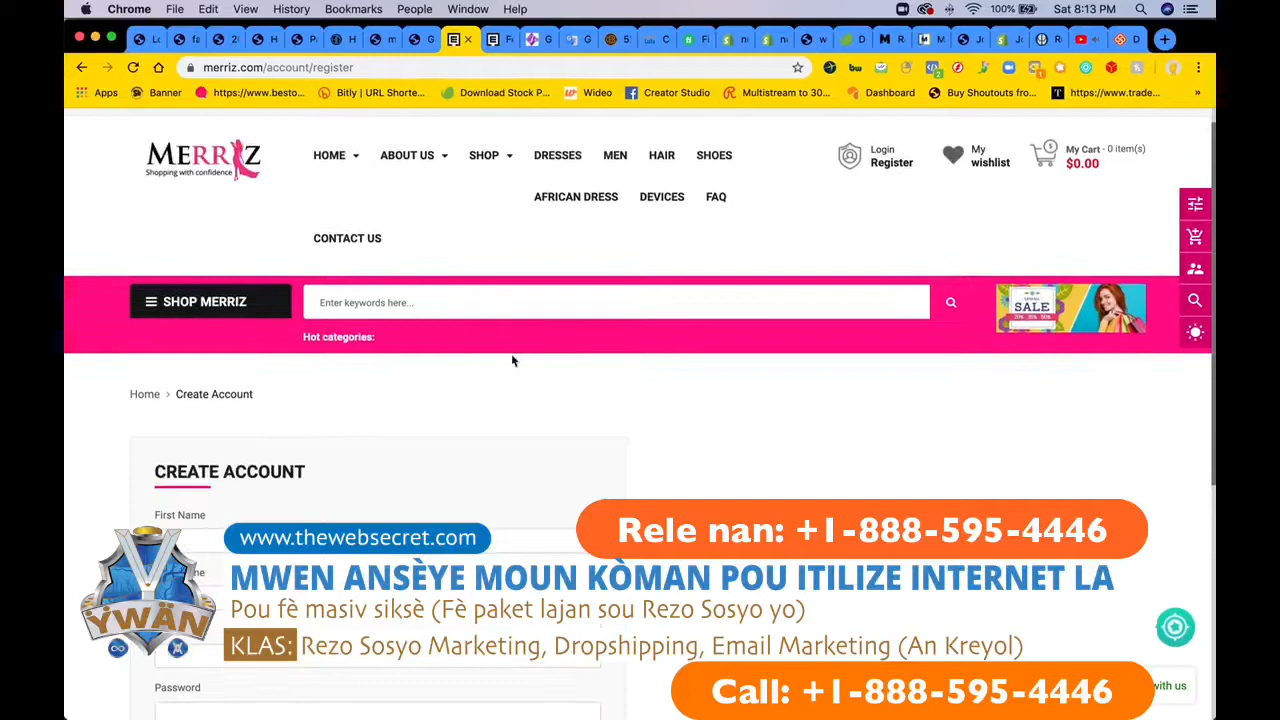 Chrome File Edit View History Bookmarks People Window Help 100% Sat 8:13 PM
merriz.com/account/register
Apps Banner https://www.besto... Bitly | URL Shorte... Download Stock P... Video Creator Studio Multistream to 30... Dashboard Buy Shoutouts from... https://www.trade... »
MERRIZ
Shopping with confidence
HOME ABOUT US SHOP DRESSES MEN HAIR SHOES
AFRICAN DRESS DEVICES FAQ
CONTACT US
Login
Register
My
wishlist
My Cart - 0 item(s)
$0.00
SHOP MERRIZ
Enter keywords here...
SALE
Hot categories:
Home > Create Account
CREATE ACCOUNT
First Name
Rele nan: +1-888-595-4446
www.thewebsecret.com
MWEN ANSÈYE MOUN KÒMAN POU ITILIZE INTERNET LA
Pou fè masiv siksè (Fè paket lajan sou Rezo Sosyo yo)
YWÄN
KLAS: Rezo Sosyo Marketing, Dropshipping, Email Marketing (An Kreyol)
Password
Call: +1-888-595-4446
with us